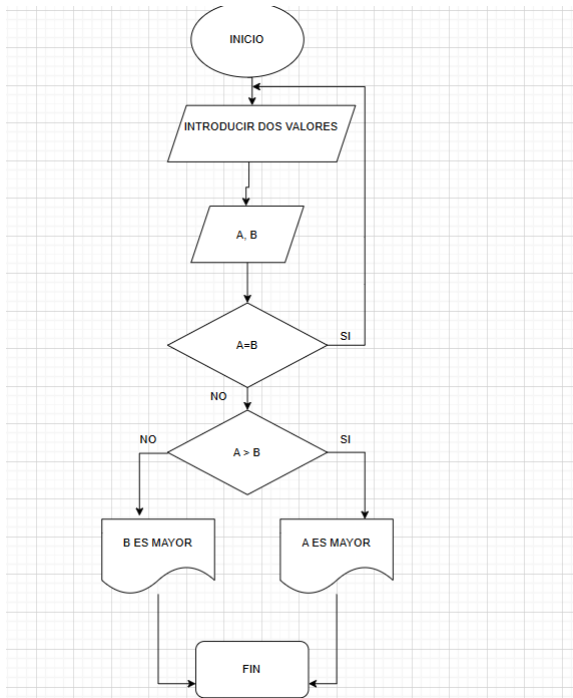 INICIO
INTRODUCIR DOS VALORES
A, B
A=B
SI
NO
A > B
NO
SI
B ES MAYOR
A ES MAYOR
FIN